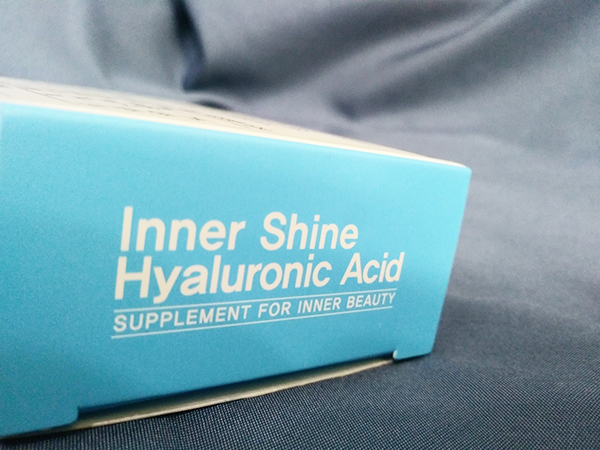 Inner Shine
Hyaluronic Acid
SUPPLEMENT FOR INNER BEAUTY